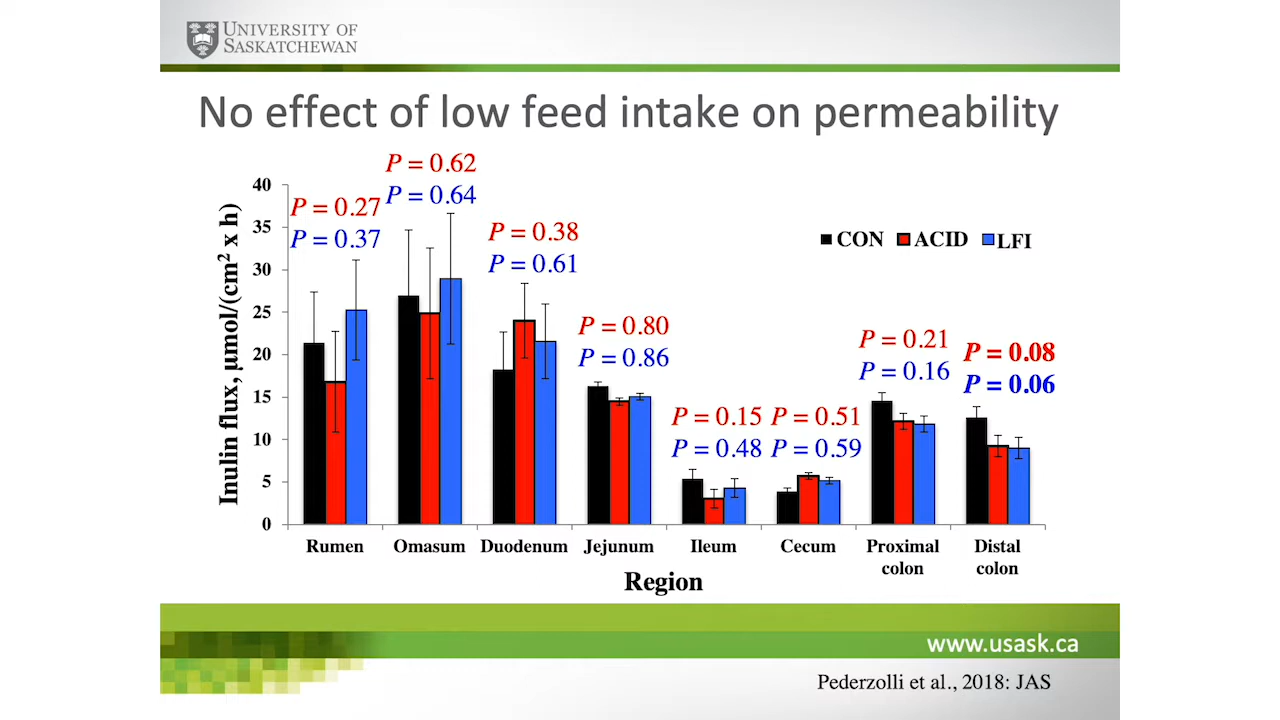 UNIVERSITY OF
SASKATCHEWAN
No effect of low feed intake on permeability
P = 0.62
P = 0.64
P = 0.27
P = 0.37
P = 0.38
P = 0.61
P = 0.80
P = 0.86
P = 0.15
P = 0.48
P = 0.51
P = 0.59
P = 0.21
P = 0.16
P = 0.08
P = 0.06
CON ACID LFI
Inulin flux, µmol/(cm² x h)
40
35
30
25
20
15
10
5
0
Rumen Omasum Duodenum Jejunum Ileum Cecum Proximal colon Distal colon
Region
www.usask.ca
Pederzolli et al., 2018: JAS